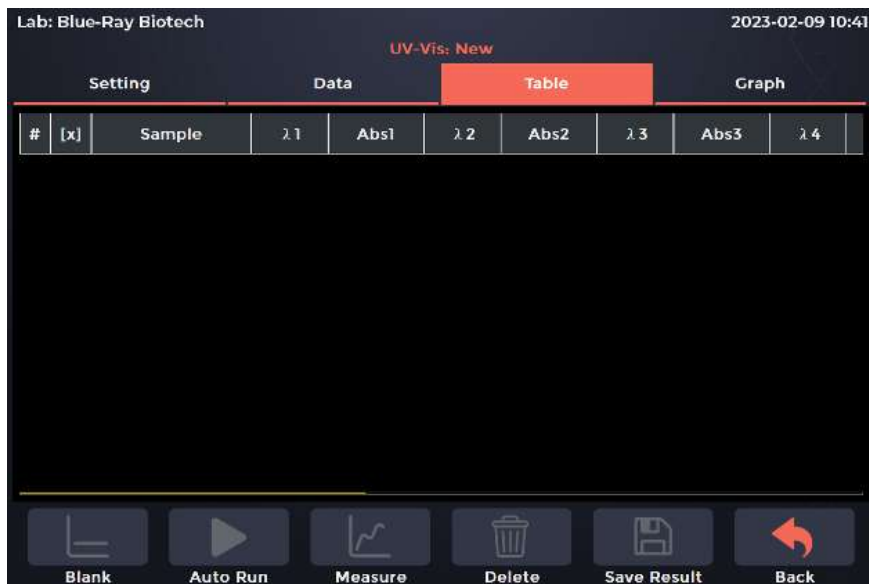 Lab: Blue-Ray Biotech 2023-02-09 10:41
UV-Vis: New
Setting Data Table Graph
# [x] Sample λ1 Abs1 λ2 Abs2 λ3 Abs3 λ4
Blank Auto Run Measure Delete Save Result Back